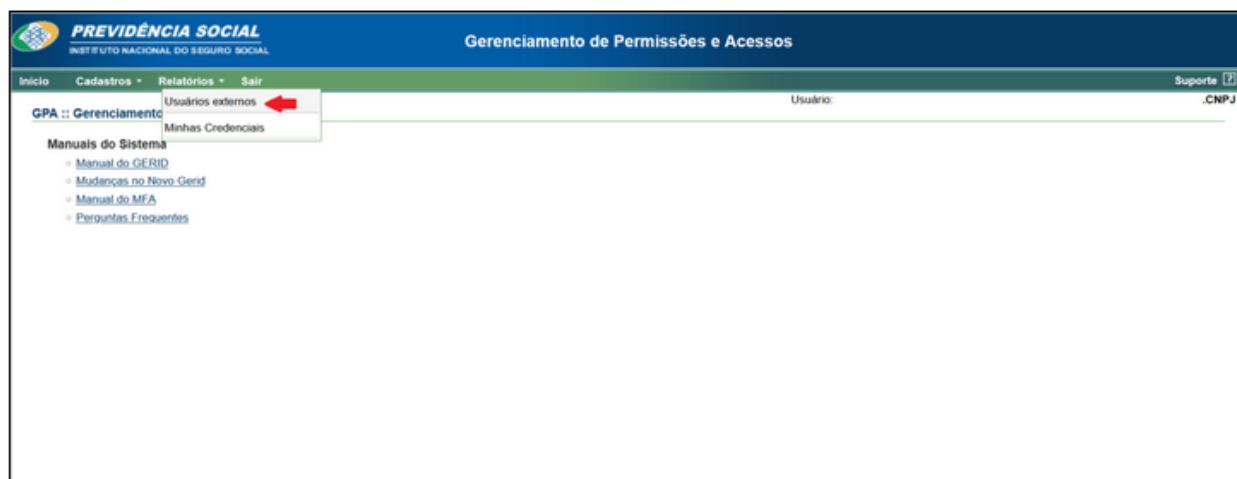 PREVIDÊNCIA SOCIAL
INSTITUTO NACIONAL DO SEGURO SOCIAL
Gerenciamento de Permissões e Acessos
Início Cadastros Relatórios Sair Suporte ?
Usuários externos
Usuário: .CNPJ
GPA :: Gerenciamento
Minhas Credenciais
Manuais do Sistema
Manual do GERID
Mudanças no Novo Gerid
Manual do MFA
Perguntas Frequentes